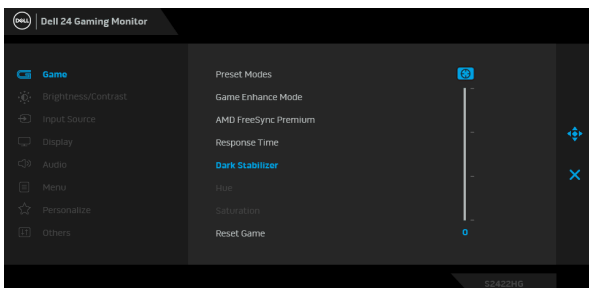 DELL
Dell 24 Gaming Monitor
Game
Brightness/Contrast
Input Source
Display
Audio
Menu
Personalize
Others
Preset Modes
Game Enhance Mode
AMD FreeSync Premium
Response Time
Dark Stabilizer
Hue
Saturation
Reset Game
0
S2422HG